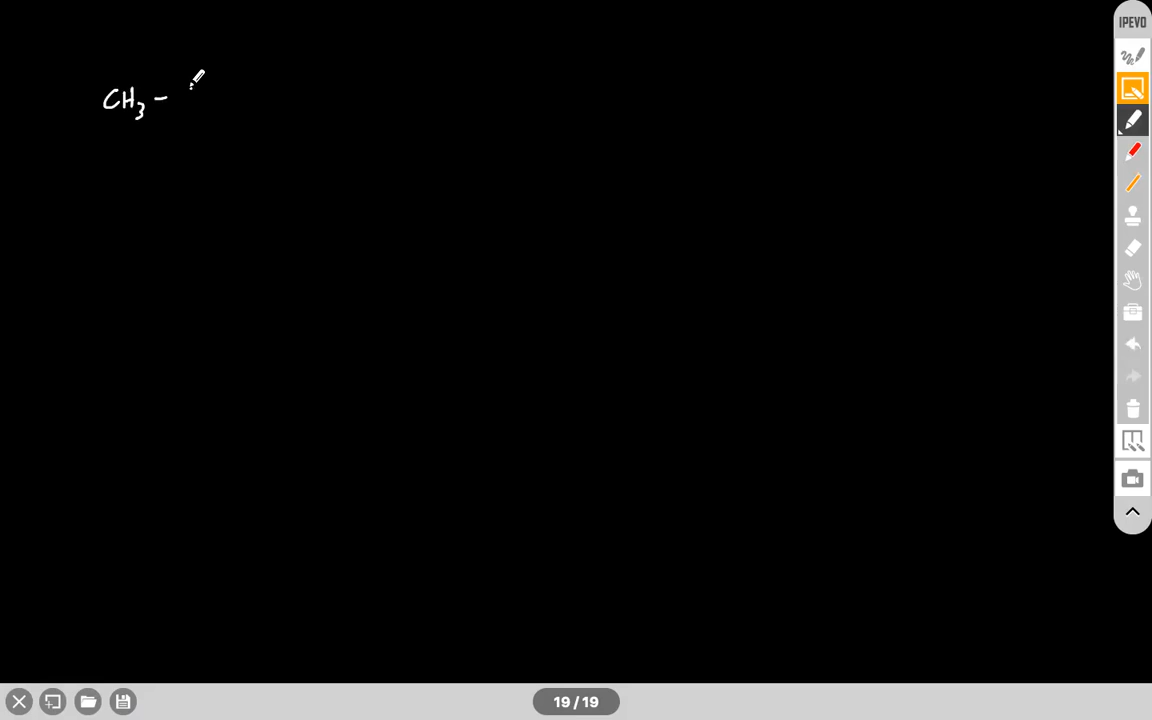 IPEVO
CH₃ –
19 / 19